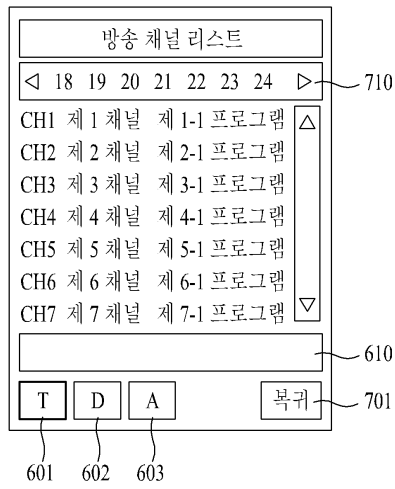 방송 채널 리스트
◁ 18 19 20 21 22 23 24 ▷ 710
CH1 제 1 채널 제 1-1 프로그램
CH2 제 2 채널 제 2-1 프로그램
CH3 제 3 채널 제 3-1 프로그램
CH4 제 4 채널 제 4-1 프로그램
CH5 제 5 채널 제 5-1 프로그램
CH6 제 6 채널 제 6-1 프로그램
CH7 제 7 채널 제 7-1 프로그램
610
T D A 복귀 701
601 602 603